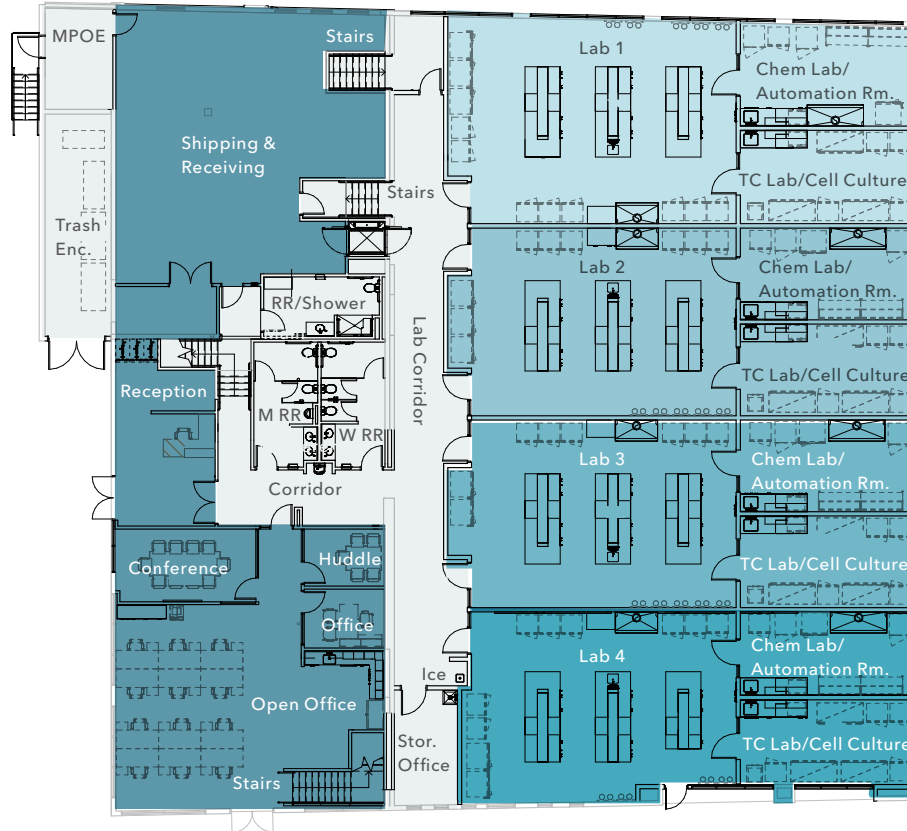 MPOE
Stairs
Lab 1
Chem Lab/
Automation Rm.
Shipping &
Receiving
TC Lab/Cell Culture
Stairs
Trash
Enc.
Lab 2
Chem Lab/
Automation Rm.
RR/Shower
Lab Corridor
TC Lab/Cell Culture
Reception
M RR
W RR
Lab 3
Chem Lab/
Automation Rm.
Corridor
Conference
Huddle
TC Lab/Cell Culture
Office
Lab 4
Chem Lab/
Automation Rm.
Ice
Open Office
Stor.
Office
TC Lab/Cell Culture
Stairs